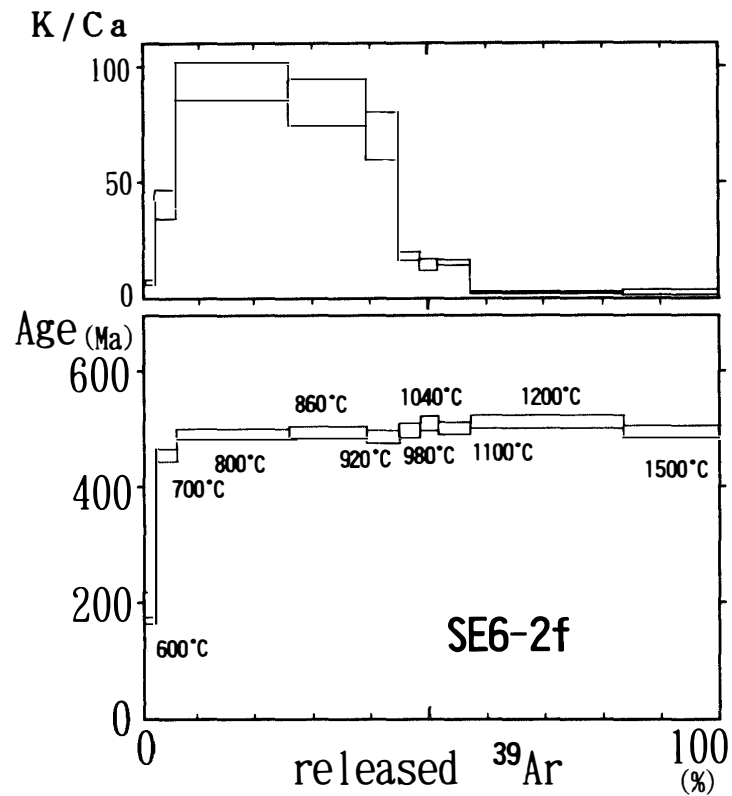 K/Ca
100
50
0
Age (Ma)
600
400
200
0
860°C
1040°C
1200°C
800°C
920°C
980°C
1100°C
1500°C
700°C
600°C
SE6-2f
0
100
released ³⁹Ar
(%)